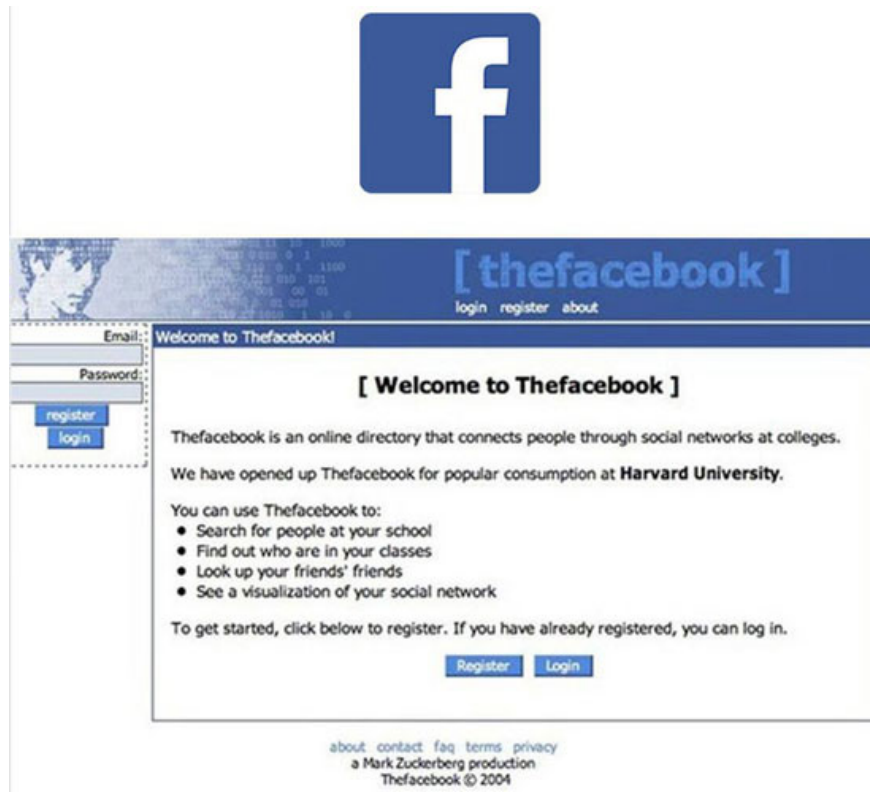 f
[ thefacebook ]
login register about
Email:
Password:
register
login
Welcome to Thefacebook!
[ Welcome to Thefacebook ]
Thefacebook is an online directory that connects people through social networks at colleges.
We have opened up Thefacebook for popular consumption at Harvard University.
You can use Thefacebook to:
• Search for people at your school
• Find out who are in your classes
• Look up your friends' friends
• See a visualization of your social network
To get started, click below to register. If you have already registered, you can log in.
Register Login
about contact faq terms privacy
a Mark Zuckerberg production
Thefacebook © 2004